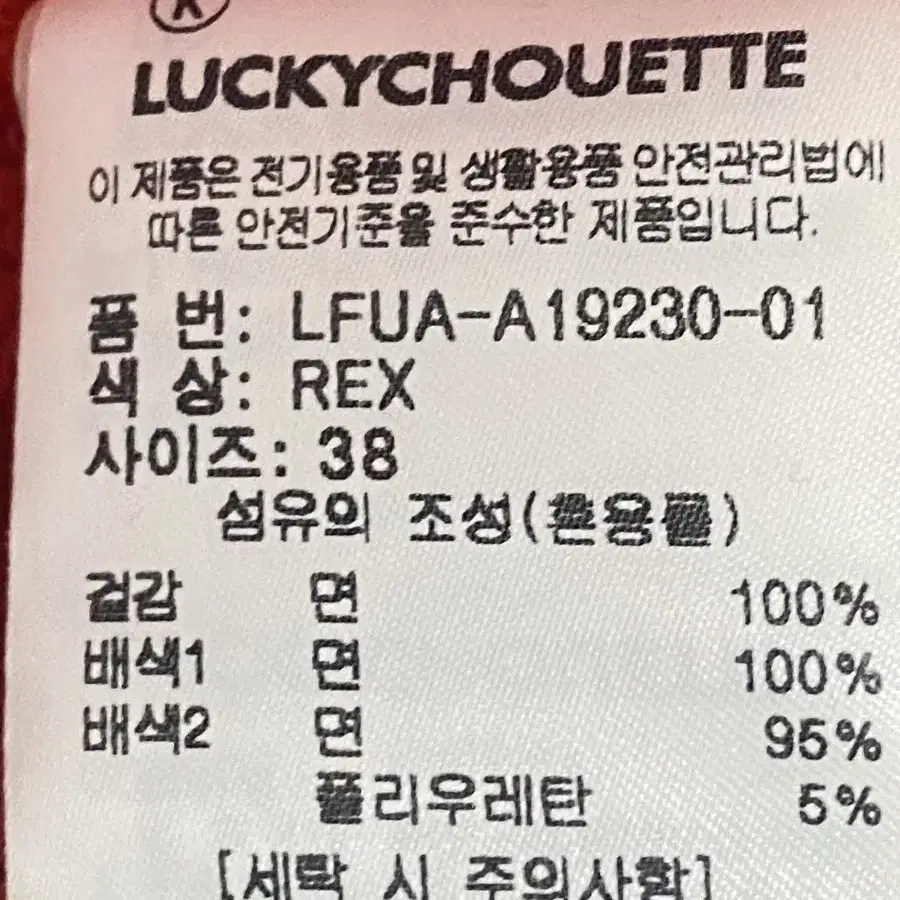 LUCKYCHOUETTE
이 제품은 전기용품 및 생활용품 안전관리법에
따른 안전기준을 준수한 제품입니다.
품 번: LFUA-A19230-01
색 상: REX
사이즈: 38
섬유의 조성(혼용률)
겉감 면 100%
배색1 면 100%
배색2 면 95%
폴리우레탄 5%
[세탁 시 주의사항]